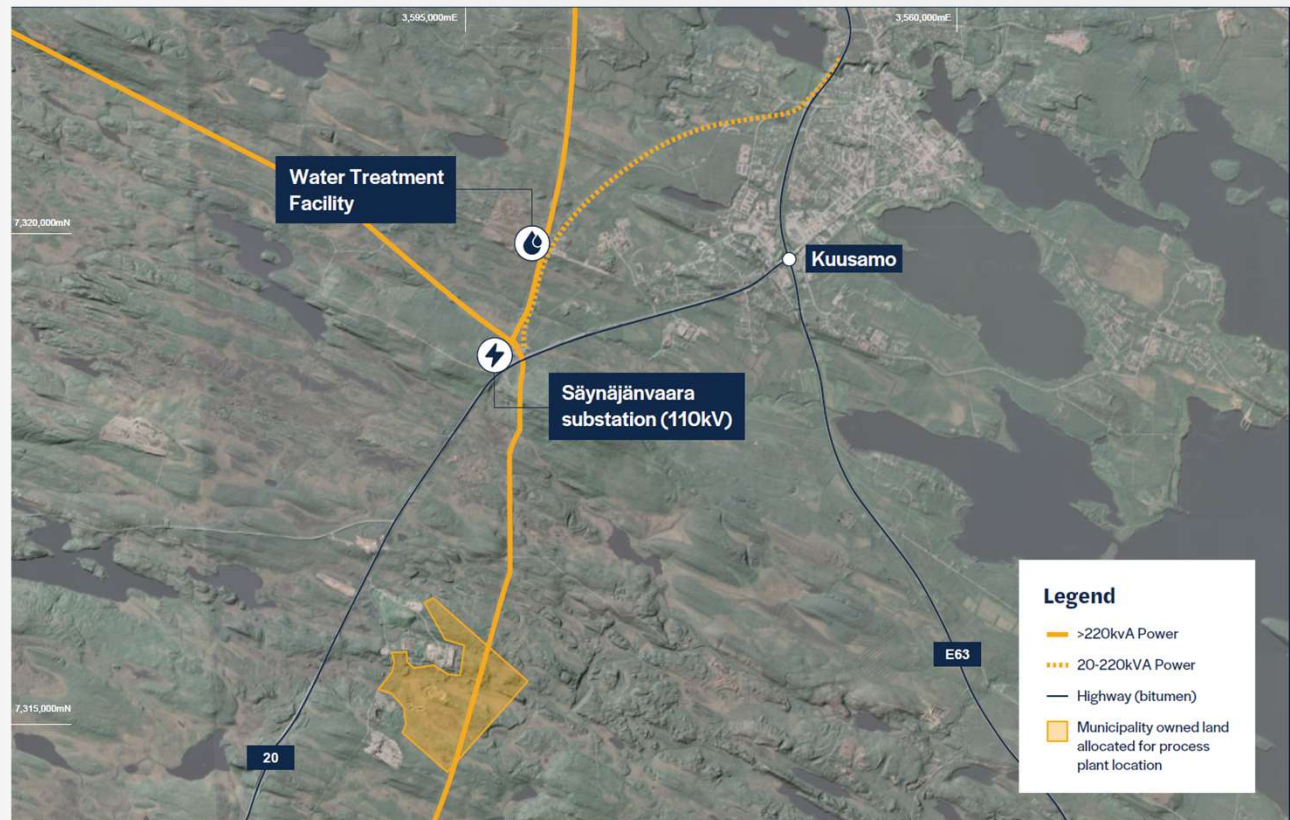 3,595,000mE
3,560,000mE
Water Treatment
Facility
7,320,000mN
Kuusamo
Säynäjänvaara
substation (110kV)
Legend
>220kvA Power
20-220kVA Power
Highway (bitumen)
Municipality owned land
allocated for process
plant location
E63
7,315,000mN
20